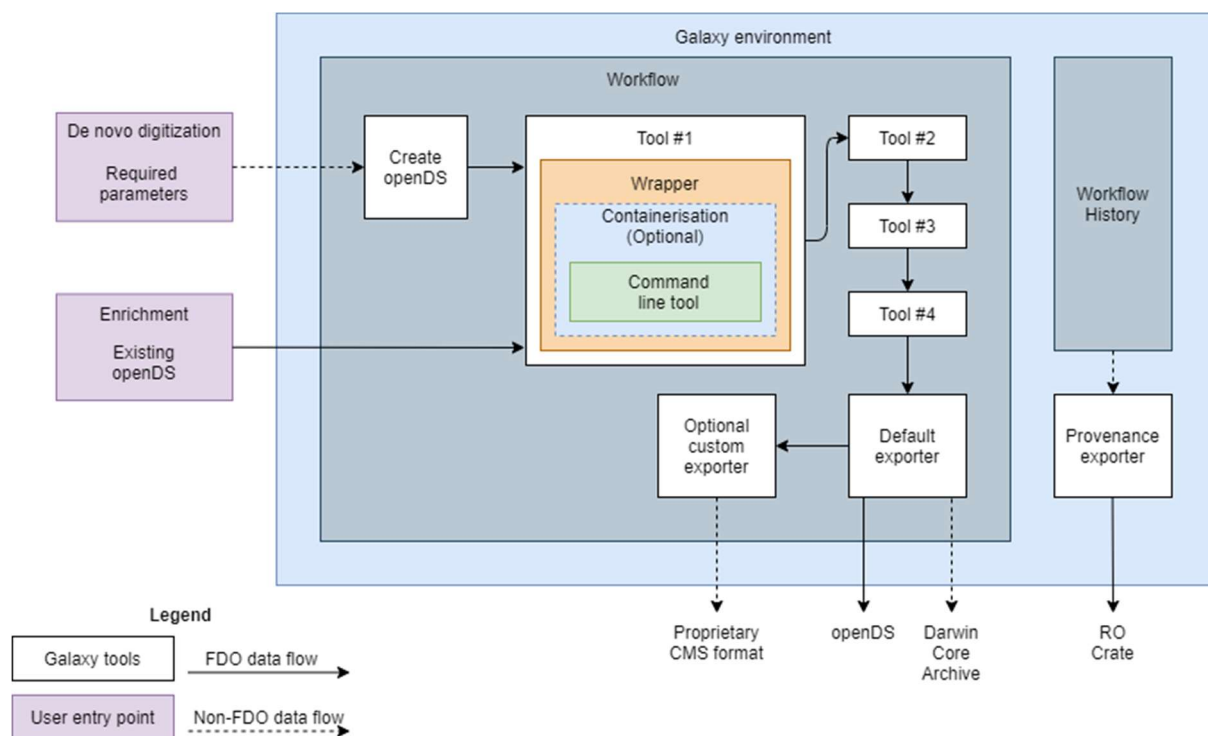 Galaxy environment
Workflow
De novo digitization
Required
parameters
Create
openDS
Tool #1
Wrapper
Containerisation
(Optional)
Command
line tool
Tool #2
Tool #3
Tool #4
Workflow
History
Enrichment
Existing
openDS
Optional
custom
exporter
Default
exporter
Provenance
exporter
Proprietary
CMS format
openDS
Darwin
Core
Archive
RO
Crate
Legend
Galaxy tools
FDO data flow
User entry point
Non-FDO data flow